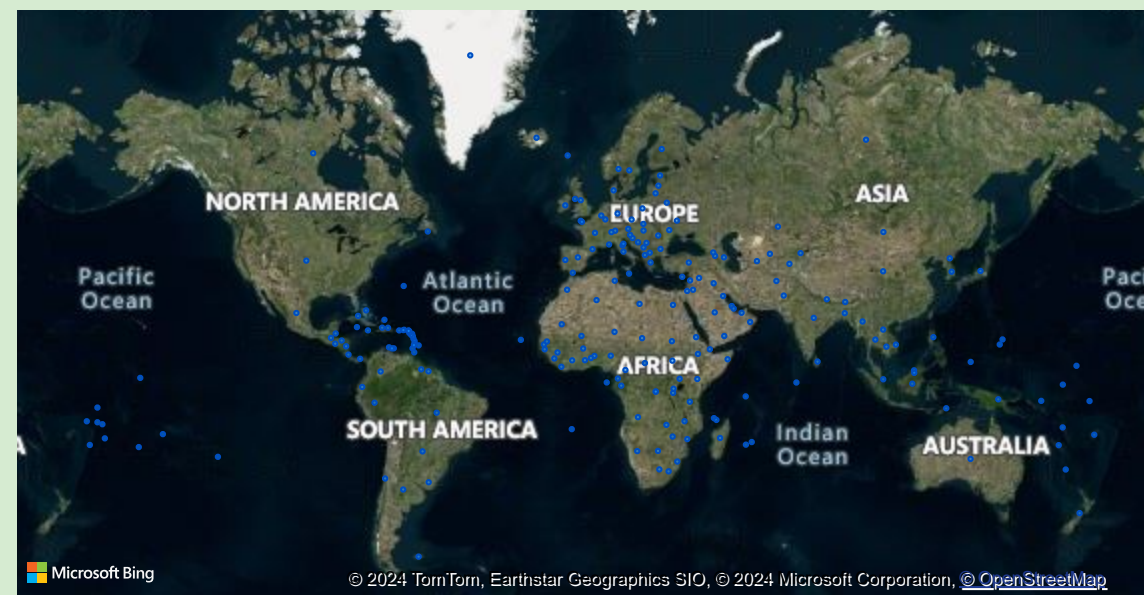 NORTH AMERICA
EUROPE
ASIA
Pacific
Ocean
Atlantic
Ocean
Paci
Oce
AFRICA
SOUTH AMERICA
Indian
Ocean
AUSTRALIA
A
Microsoft Bing
© 2024 TomTom, Earthstar Geographics SIO, © 2024 Microsoft Corporation, © OpenStreetMap